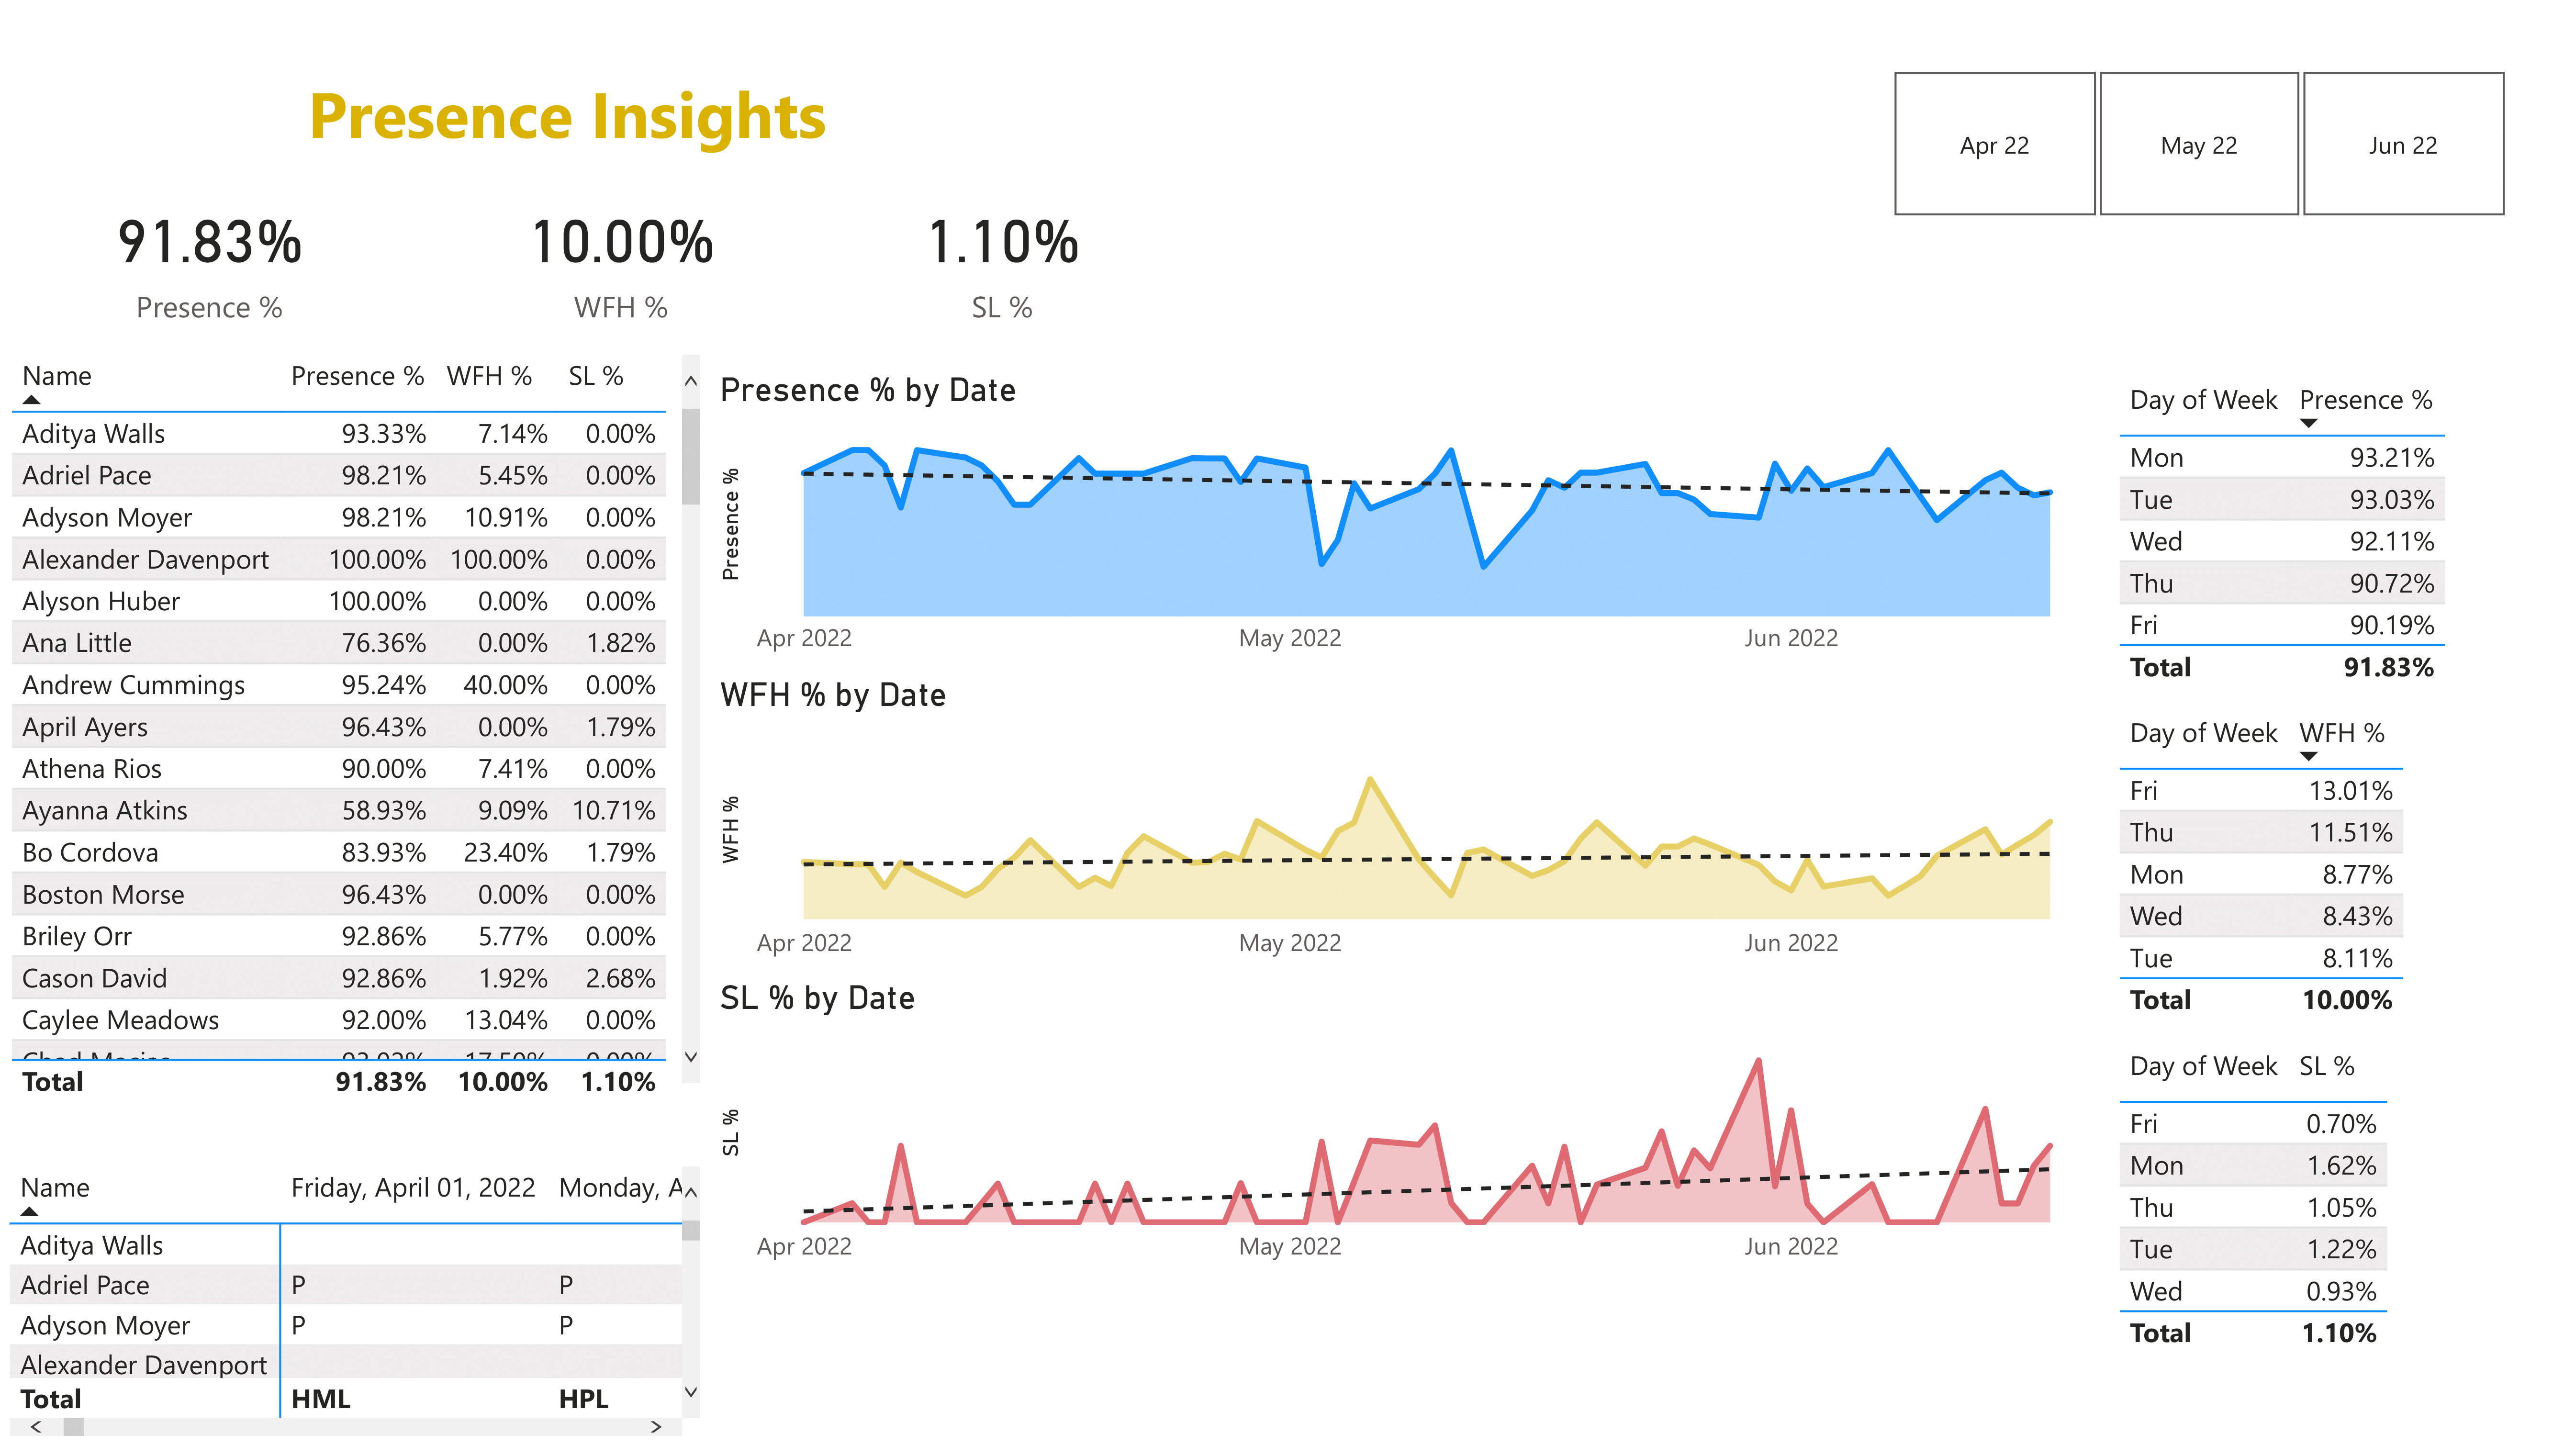 Presence Insights
Apr 22
May 22
Jun 22
91.83%
Presence %
10.00%
WFH %
1.10%
SL %
Name Presence % WFH % SL %
Aditya Walls 93.33% 7.14% 0.00%
Adriel Pace 98.21% 5.45% 0.00%
Adyson Moyer 98.21% 10.91% 0.00%
Alexander Davenport 100.00% 100.00% 0.00%
Alyson Huber 100.00% 0.00% 0.00%
Ana Little 76.36% 0.00% 1.82%
Andrew Cummings 95.24% 40.00% 0.00%
April Ayers 96.43% 0.00% 1.79%
Athena Rios 90.00% 7.41% 0.00%
Ayanna Atkins 58.93% 9.09% 10.71%
Bo Cordova 83.93% 23.40% 1.79%
Boston Morse 96.43% 0.00% 0.00%
Briley Orr 92.86% 5.77% 0.00%
Cason David 92.86% 1.92% 2.68%
Caylee Meadows 92.00% 13.04% 0.00%
Total 91.83% 10.00% 1.10%
Name Friday, April 01, 2022 Monday, A
Aditya Walls
Adriel Pace P P
Adyson Moyer P P
Alexander Davenport
Total HML HPL
Presence % by Date
Presence %
Apr 2022 May 2022 Jun 2022
WFH % by Date
WFH %
Apr 2022 May 2022 Jun 2022
SL % by Date
SL %
Apr 2022 May 2022 Jun 2022
Day of Week Presence %
Mon 93.21%
Tue 93.03%
Wed 92.11%
Thu 90.72%
Fri 90.19%
Total 91.83%
Day of Week WFH %
Fri 13.01%
Thu 11.51%
Mon 8.77%
Wed 8.43%
Tue 8.11%
Total 10.00%
Day of Week SL %
Fri 0.70%
Mon 1.62%
Thu 1.05%
Tue 1.22%
Wed 0.93%
Total 1.10%